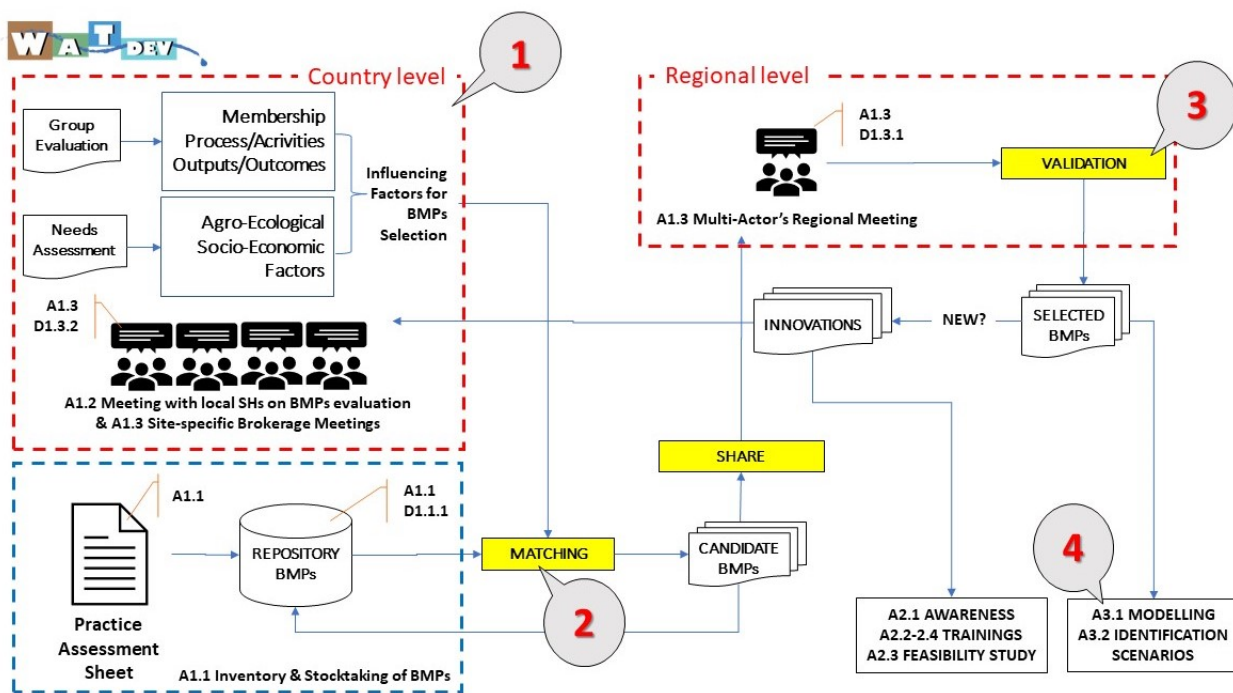 WAT DEV
Country level
1
Group
Evaluation
Membership
Process/Acrivities
Outputs/Outcomes
Influencing
Factors for
BMPs
Selection
Needs
Assessment
Agro-Ecological
Socio-Economic
Factors
A1.3
D1.3.2
A1.2 Meeting with local SHs on BMPs evaluation
& A1.3 Site-specific Brokerage Meetings
Regional level
3
A1.3
D1.3.1
VALIDATION
A1.3 Multi-Actor's Regional Meeting
INNOVATIONS
NEW?
SELECTED
BMPs
SHARE
A1.1
A1.1
D1.1.1
REPOSITORY
BMPs
MATCHING
2
CANDIDATE
BMPs
Practice
Assessment
Sheet
A1.1 Inventory & Stocktaking of BMPs
4
A2.1 AWARENESS
A2.2-2.4 TRAININGS
A2.3 FEASIBILITY STUDY
A3.1 MODELLING
A3.2 IDENTIFICATION
SCENARIOS